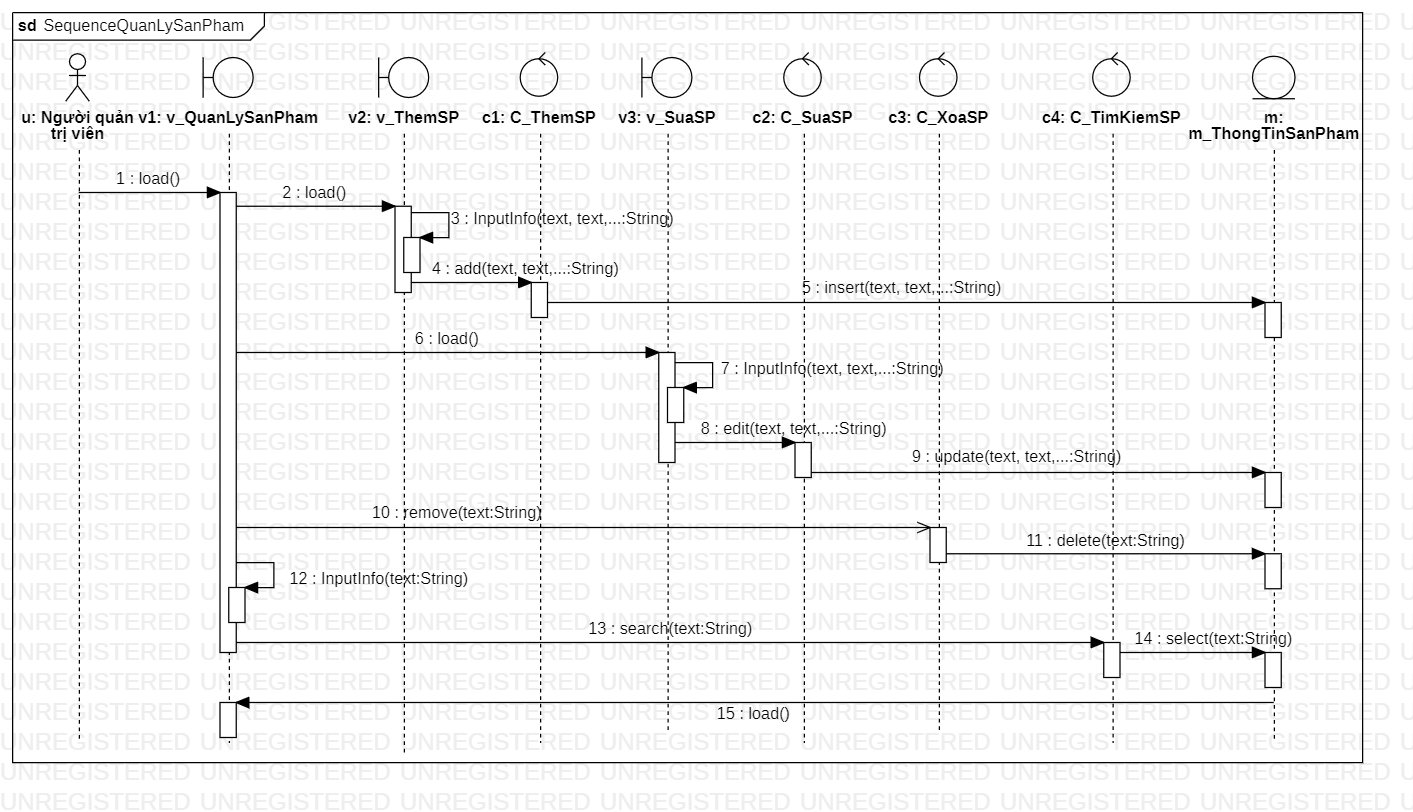 sd SequenceQuanLySanPham
u: Người quản
trị viên
v1: v_QuanLySanPham
v2: v_ThemSP
c1: C_ThemSP
v3: v_SuaSP
c2: C_SuaSP
c3: C_XoaSP
c4: C_TimKiemSP
m:
m_ThongTinSanPham
1 : load()
2 : load()
3 : InputInfo(text, text,...:String)
4 : add(text, text,...:String)
5 : insert(text, text,...:String)
6 : load()
7 : InputInfo(text, text,...:String)
8 : edit(text, text,...:String)
9 : update(text, text,...:String)
10 : remove(text:String)
11 : delete(text:String)
12 : InputInfo(text:String)
13 : search(text:String)
14 : select(text:String)
15 : load()
UNREGISTERED